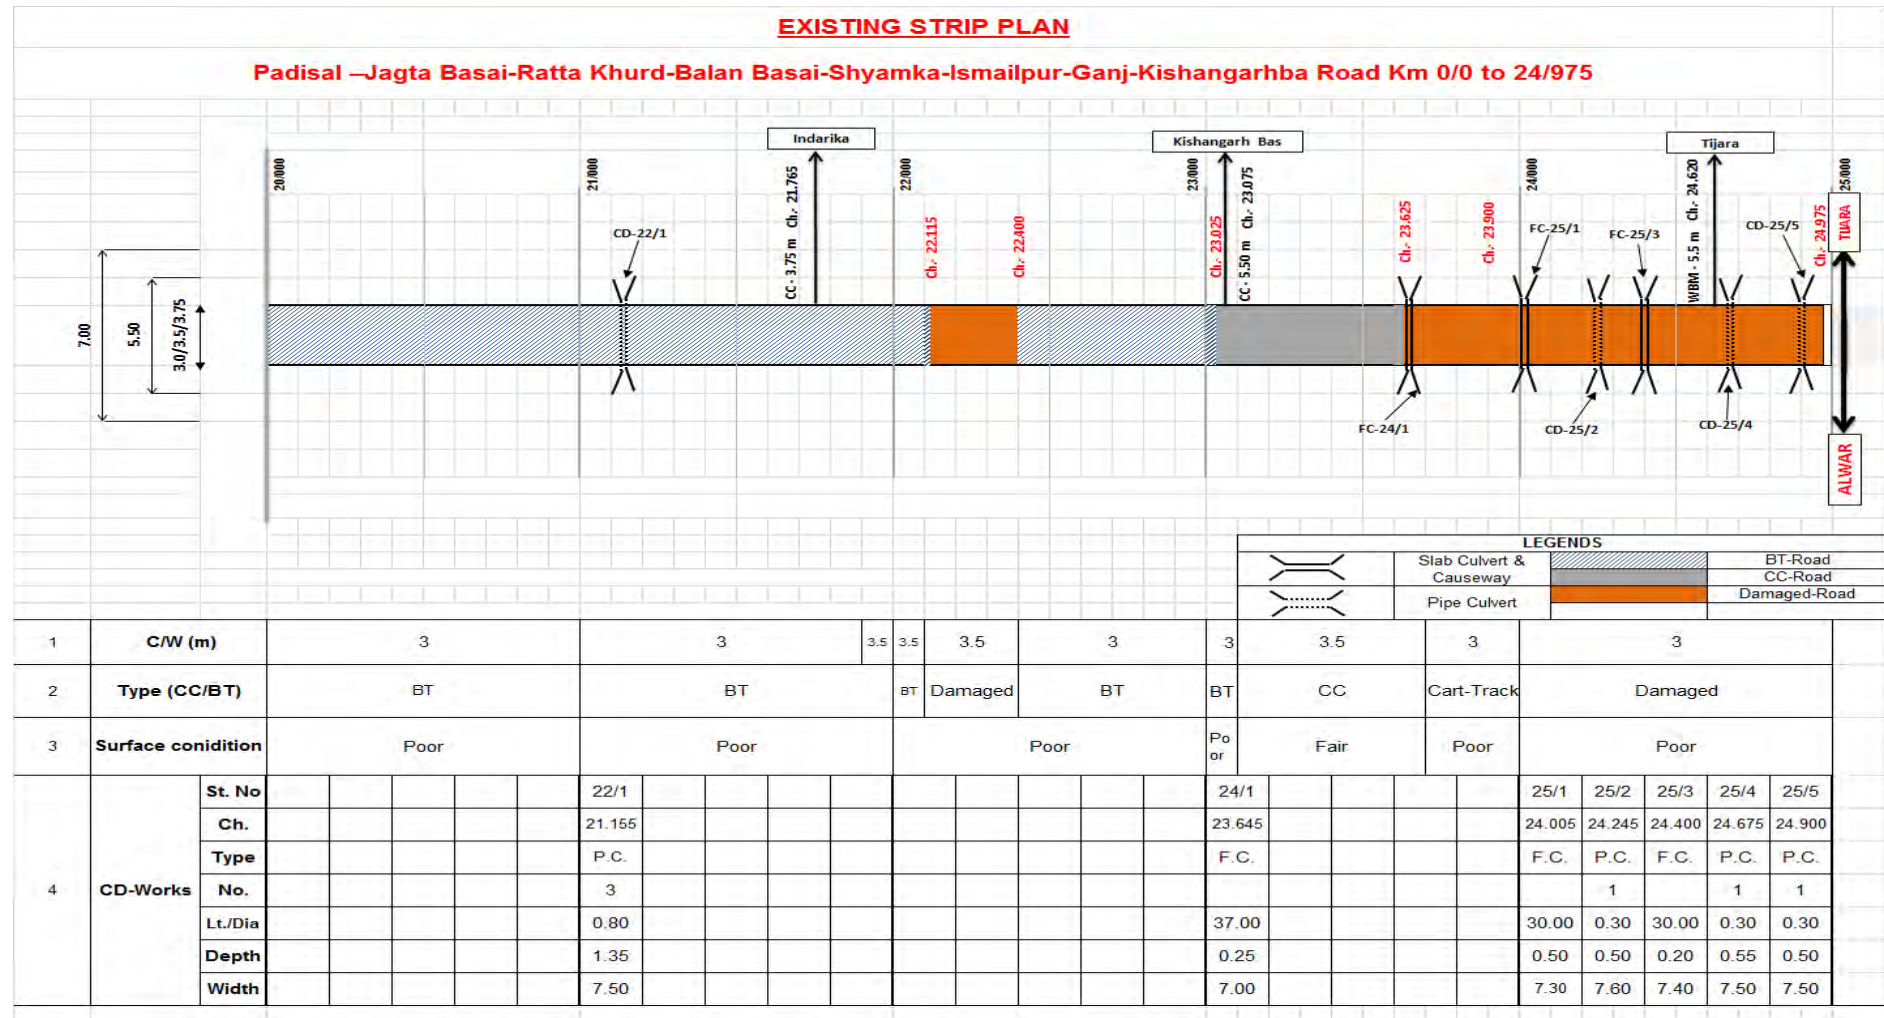 EXISTING STRIP PLAN
Padisal –Jagta Basai-Ratta Khurd-Balan Basai-Shyamka-Ismailpur-Ganj-Kishangarhba Road Km 0/0 to 24/975
Indarika
Kishangarh Bas
Tijara
20/000
21/000
22/000
23/000
24/000
25/000
CC - 3.75 m Ch.- 21.765
CC - 5.50 m Ch.- 23.075
WBM - 5.5 m Ch.- 24.620
Ch.- 22.115
Ch.- 22.400
Ch.- 23.025
Ch.- 23.625
Ch.- 23.900
Ch.- 24.975
TIJARA
ALWAR
CD-22/1
FC-25/1
FC-25/3
CD-25/5
7.00
5.50
3.0/3.5/3.75
FC-24/1
CD-25/2
CD-25/4
LEGENDS
Slab Culvert & Causeway
BT-Road
CC-Road
Pipe Culvert
Damaged-Road
1 C/W (m) 3 3 3.5 3.5 3.5 3 3 3.5 3 3
2 Type (CC/BT) BT BT BT Damaged BT BT CC Cart-Track Damaged
3 Surface conidition Poor Poor Poor Poor Fair Poor Poor
4 CD-Works
St. No 22/1 24/1 25/1 25/2 25/3 25/4 25/5
Ch. 21.155 23.645 24.005 24.245 24.400 24.675 24.900
Type P.C. F.C. F.C. P.C. F.C. P.C. P.C.
No. 3 1 1 1
Lt./Dia 0.80 37.00 30.00 0.30 30.00 0.30 0.30
Depth 1.35 0.25 0.50 0.50 0.20 0.55 0.50
Width 7.50 7.00 7.30 7.60 7.40 7.50 7.50